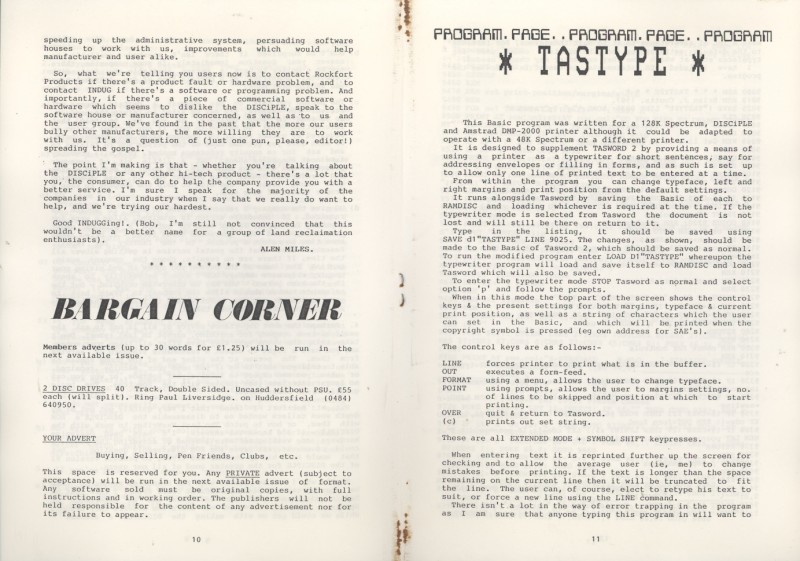 speeding up the administrative system, persuading software
houses to work with us, improvements which would help
manufacturer and user alike.
So, what we're telling you users now is to contact Rockfort
Products if there's a product fault or hardware problem, and to
contact INDUG if there's a software or programming problem. And
importantly, if there's a piece of commercial software or
hardware which seems to dislike the DISCiPLE, speak to the
software house or manufacturer concerned, as well as to us and
the user group. We've found in the past that the more our users
bully other manufacturers, the more willing they are to work
with us. It's a question of (just one pun, please, editor!)
spreading the gospel.
The point I'm making is that - whether you're talking about
the DISCiPLE or any other hi-tech product - there's a lot that
you, the consumer, can do to help the company provide you with a
better service. I'm sure I speak for the majority of the
companies in our industry when I say that we really do want to
help, and we're trying our hardest.
Good INDUGGing!. (Bob, I'm still not convinced that this
wouldn't be a better name for a group of land reclamation
enthusiasts).
ALEN MILES.
* * * * * * * * * *
BARGAIN CORNER
Members adverts (up to 30 words for £1.25) will be run in the
next available issue.
2 DISC DRIVES 40 Track, Double Sided. Uncased without PSU. £55
each (will split). Ring Paul Liversidge. on Huddersfield (0484)
640950.
YOUR ADVERT
Buying, Selling, Pen Friends, Clubs, etc.
This space is reserved for you. Any PRIVATE advert (subject to
acceptance) will be run in the next available issue of format.
Any software sold must be original copies, with full
instructions and in working order. The publishers will not be
held responsible for the content of any advertisement nor for
its failure to appear.
10
PROGRAM.PAGE..PROGRAM.PAGE..PROGRAM
* TASTYPE *
This Basic program was written for a 128K Spectrum, DISCiPLE
and Amstrad DMP-2000 printer although it could be adapted to
operate with a 48K Spectrum or a different printer.
It is designed to supplement TASWORD 2 by providing a means of
using a printer as a typewriter for short sentences, say for
addressing envelopes or filling in forms, and as such is set up
to allow only one line of printed text to be entered at a time.
From within the program you can change typeface, left and
right margins and print position from the default settings.
It runs alongside Tasword by saving the Basic of each to
RAMDISC and loading whichever is required at the time. If the
typewriter mode is selected from Tasword the document is not
lost and will still be there on return to it.
Type in the listing, it should be saved using
SAVE d1"TASTYPE" LINE 9025. The changes, as shown, should be
made to the Basic of Tasword 2, which should be saved as normal.
To run the modified program enter LOAD D1"TASTYPE" whereupon the
typewriter program will load and save itself to RAMDISC and load
Tasword which will also be saved.
To enter the typewriter mode STOP Tasword as normal and select
option 'p' and follow the prompts.
When in this mode the top part of the screen shows the control
keys & the present settings for both margins, typeface & current
print position, as well as a string of characters which the user
can set in the Basic, and which will be printed when the
copyright symbol is pressed (eg own address for SAE's).
The control keys are as follows:-
LINE forces printer to print what is in the buffer.
OUT executes a form-feed.
FORMAT using a menu, allows the user to change typeface.
POINT using prompts, allows the user to margins settings, no.
of lines to be skipped and position at which to start
printing.
OVER quit & return to Tasword.
(c) prints out set string.
These are all EXTENDED MODE + SYMBOL SHIFT keypresses.
When entering text it is reprinted further up the screen for
checking and to allow the average user (ie, me) to change
mistakes before printing. If the text is longer than the space
remaining on the current line then it will be truncated to fit
the line. The user can, of course, elect to retype his text to
suit, or force a new line using the LINE command.
There isn't a lot in the way of error trapping in the program
as I am sure that anyone typing this program in will want to
11